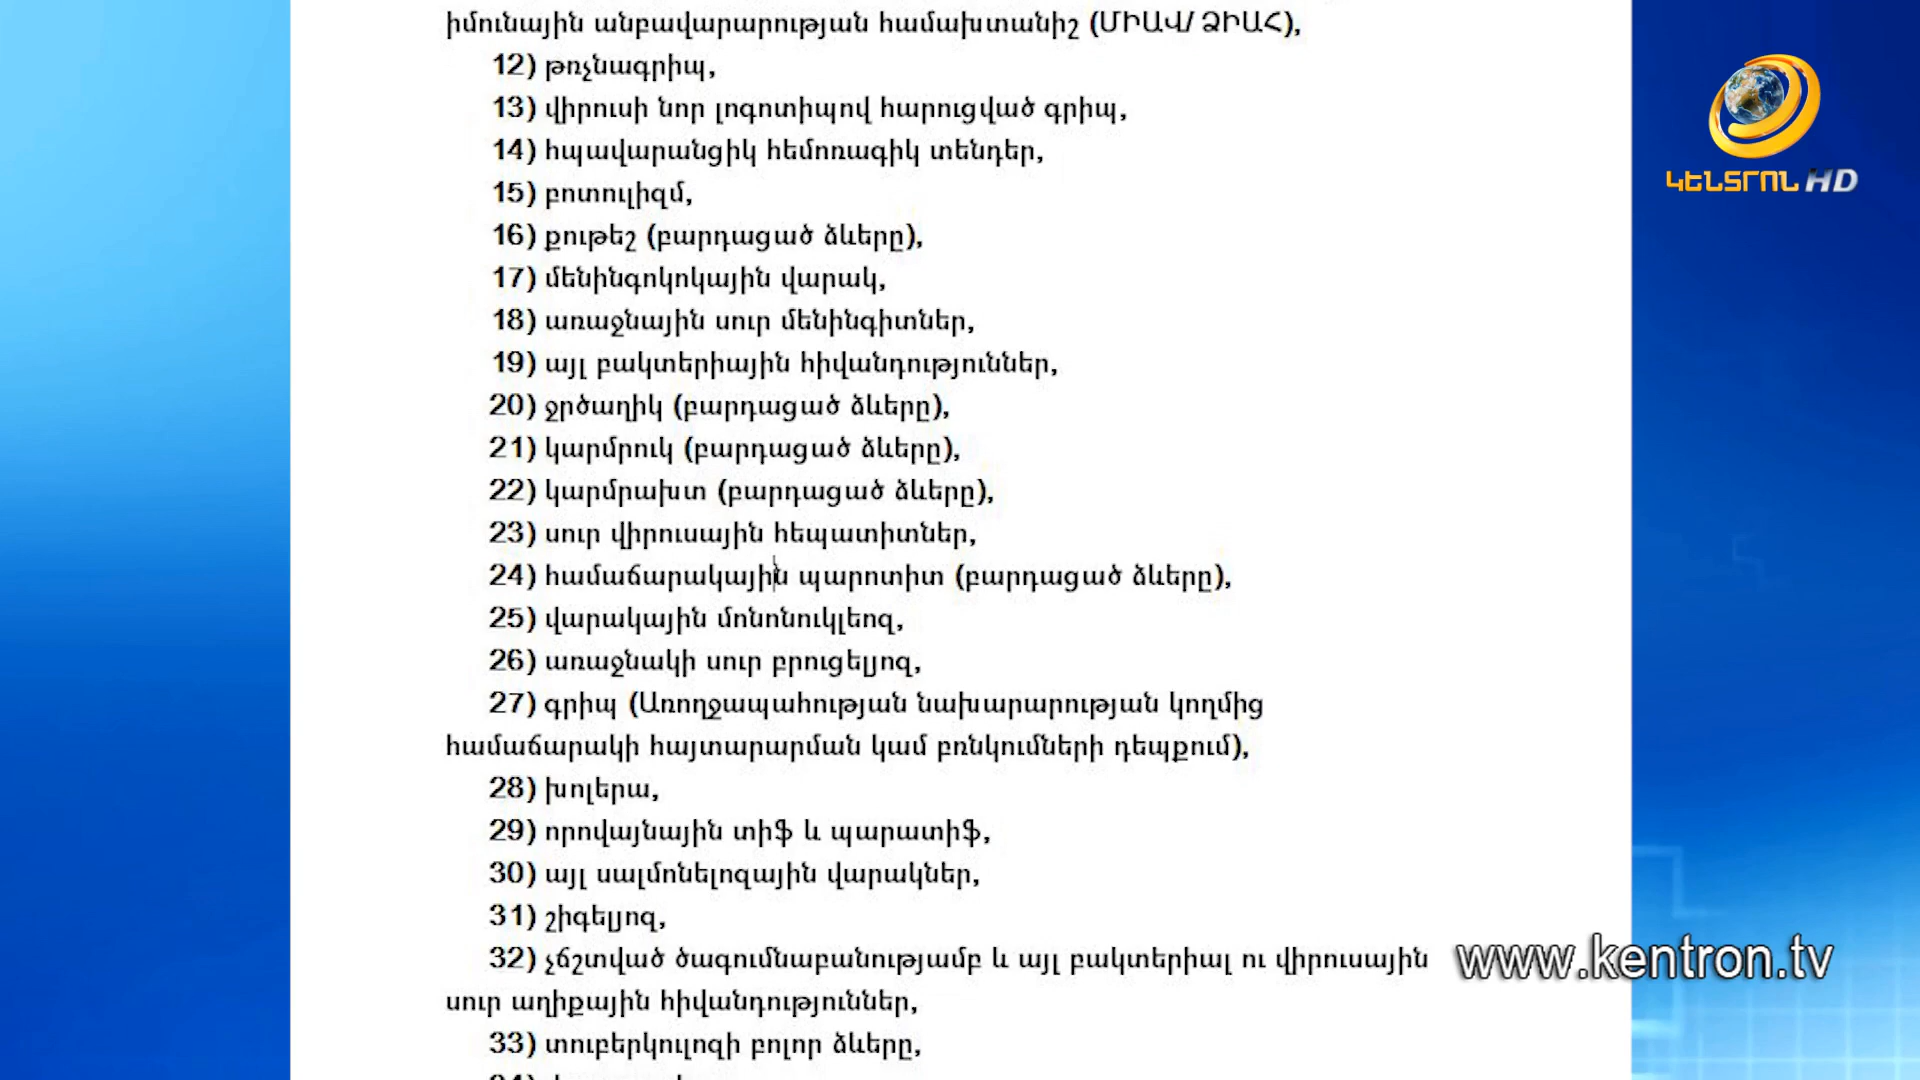 իմունային անբավարարության համախտանիշ (ՄԻԱՎ/ ՁԻԱՀ),
12) թռչնագրիպ,
13) վիրուսի նոր լոգոտիպով հարուցված գրիպ,
14) հպավարանցիկ հեմոռագիկ տենդեր,
15) բոտուլիզմ,
16) քութեշ (բարդացած ձևերը),
17) մենինգոկոկային վարակ,
18) առաջնային սուր մենինգիտներ,
19) այլ բակտերիային հիվանդություններ,
20) ջրծաղիկ (բարդացած ձևերը),
21) կարմրուկ (բարդացած ձևերը),
22) կարմրախտ (բարդացած ձևերը),
23) սուր վիրուսային հեպատիտներ,
24) համաճարակային պարոտիտ (բարդացած ձևերը),
25) վարակային մոնոնուկլեոզ,
26) առաջնակի սուր բրուցելյոզ,
27) գրիպ (Առողջապահության նախարարության կողմից
համաճարակի հայտարարման կամ բռնկումների դեպքում),
28) խոլերա,
29) որովայնային տիֆ և պարատիֆ,
30) այլ սալմոնելոզային վարակներ,
31) շիգելյոզ,
32) չճշտված ծագումնաբանությամբ և այլ բակտերիալ ու վիրուսային
սուր աղիքային հիվանդություններ,
33) տուբերկուլոզի բոլոր ձևերը,
ԿԵՆՏՐՈՆ HD
www.kentron.tv